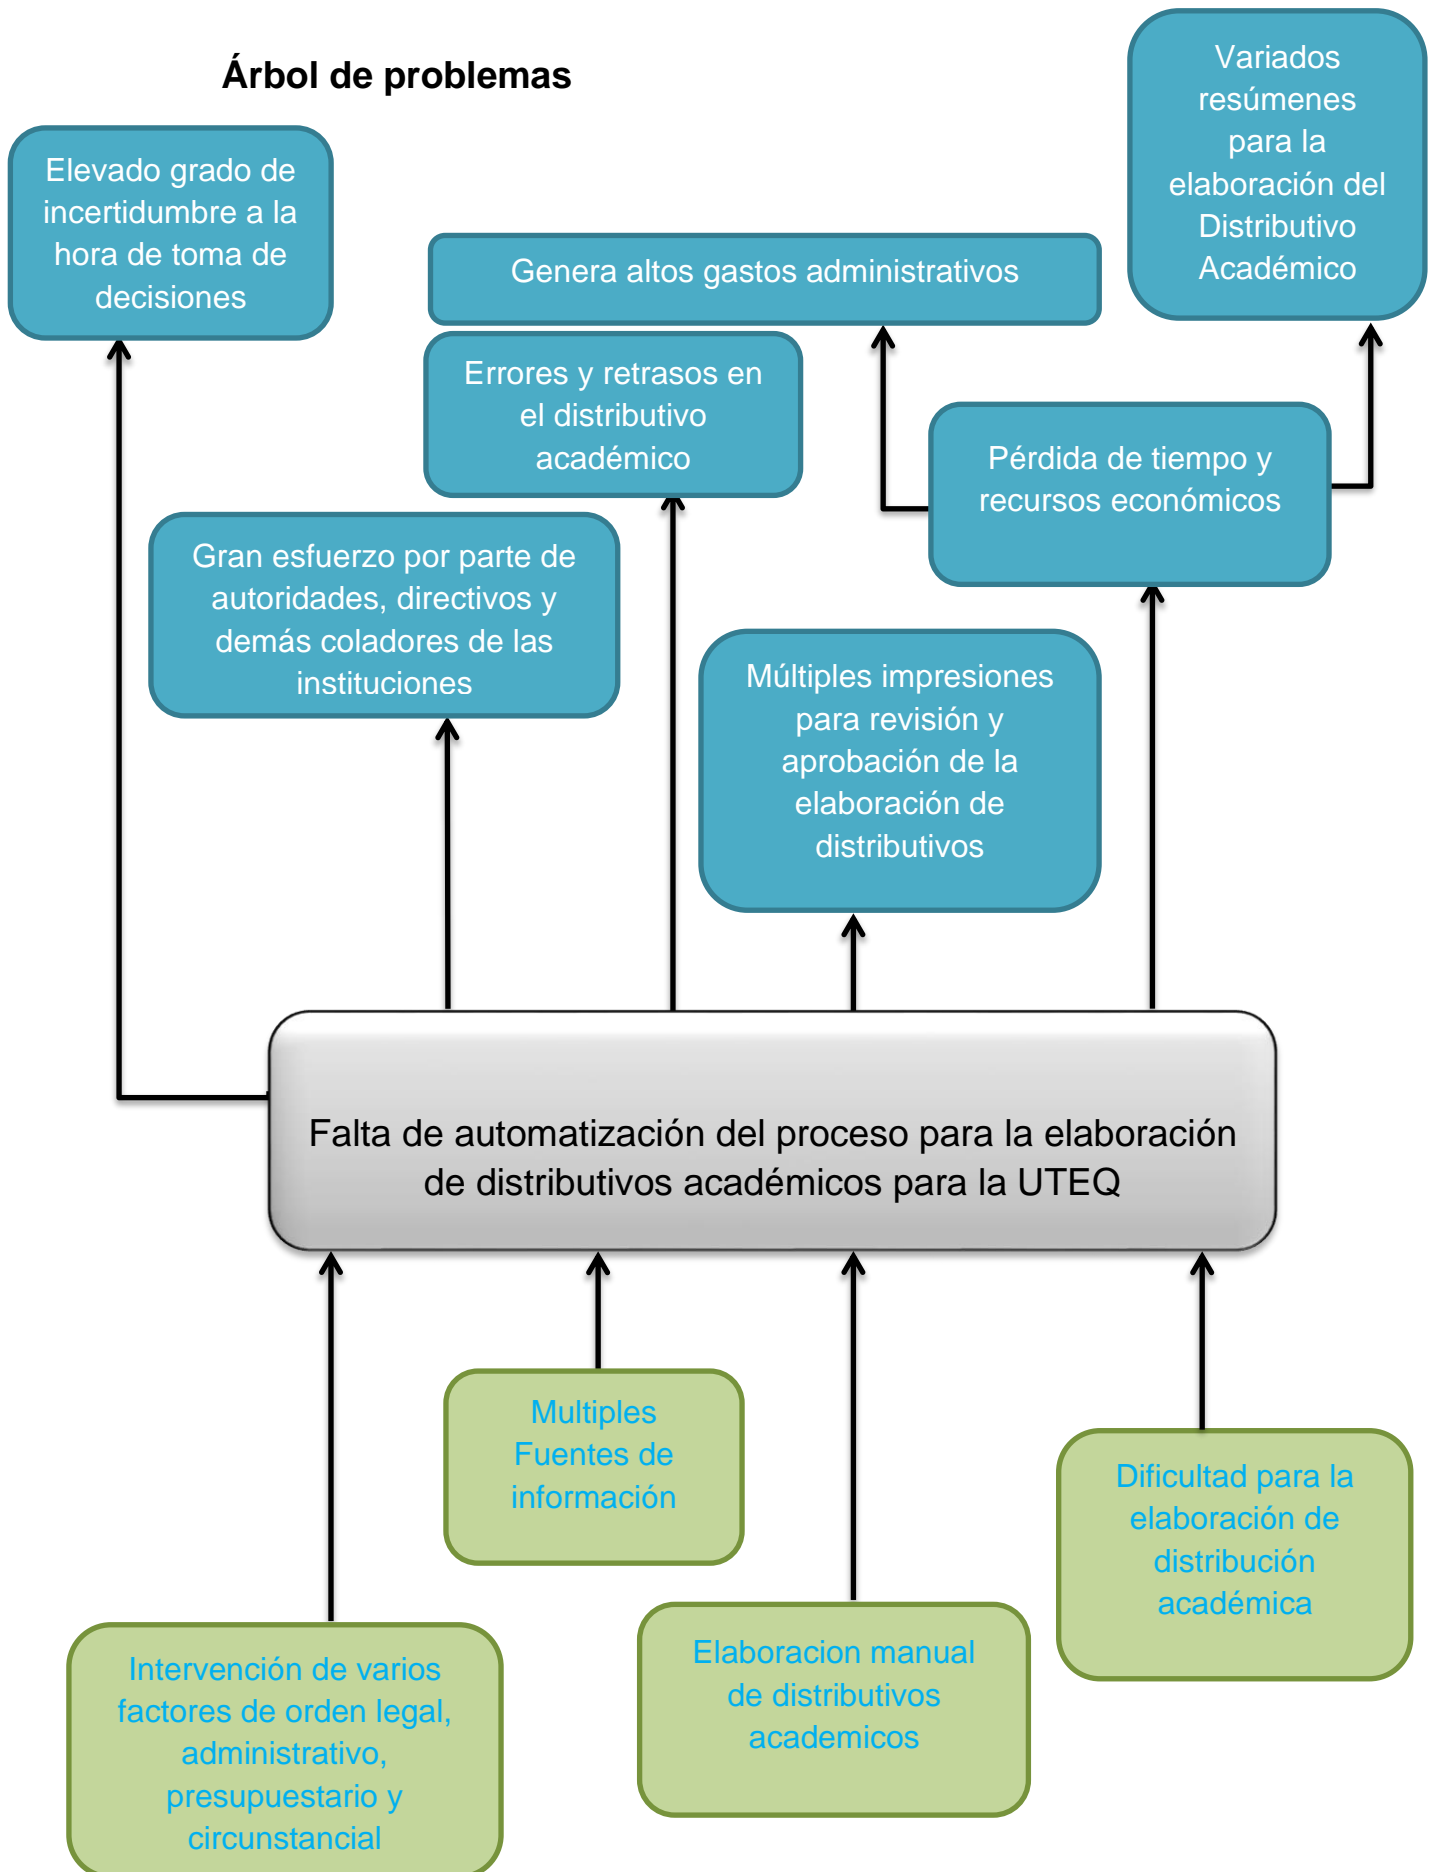 Árbol de problemas
Variados
resúmenes
para la
elaboración del
Distributivo
Académico
Elevado grado de
incertidumbre a la
hora de toma de
decisiones
Genera altos gastos administrativos
Errores y retrasos en
el distributivo
académico
Pérdida de tiempo y
recursos económicos
Gran esfuerzo por parte de
autoridades, directivos y
demás coladores de las
instituciones
Múltiples impresiones
para revisión y
aprobación de la
elaboración de
distributivos
Falta de automatización del proceso para la elaboración
de distributivos académicos para la UTEQ
Multiples
Fuentes de
información
Dificultad para la
elaboración de
distribución
académica
Elaboracion manual
de distributivos
academicos
Intervención de varios
factores de orden legal,
administrativo,
presupuestario y
circunstancial